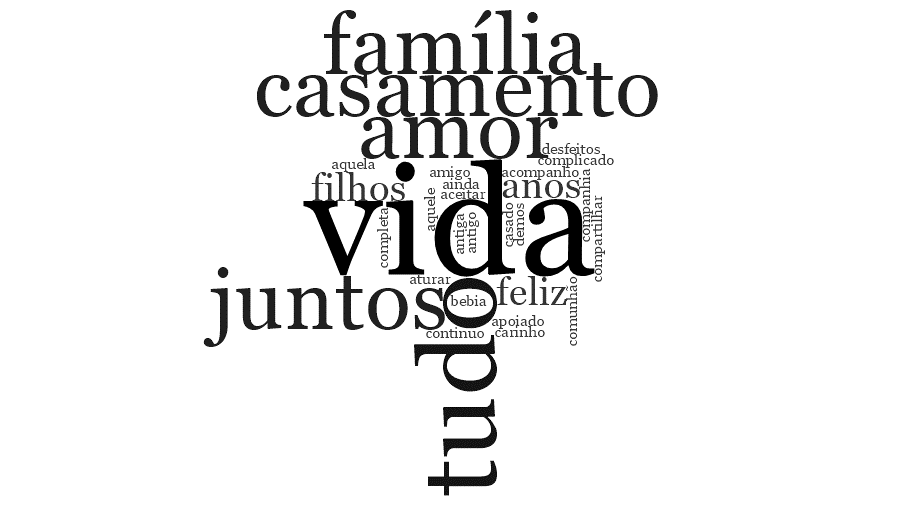 família
casamento
amor
desfeitos
complicado
aquela
amigo
acompanho
filhos
ainda
anos
aceitar
vida
completa
aquele
antiga
antigo
casado
demos
companhia
compartilhar
juntos
aturar
bebia
feliz
comunhão
apoiado
continuo
carinho
tudo